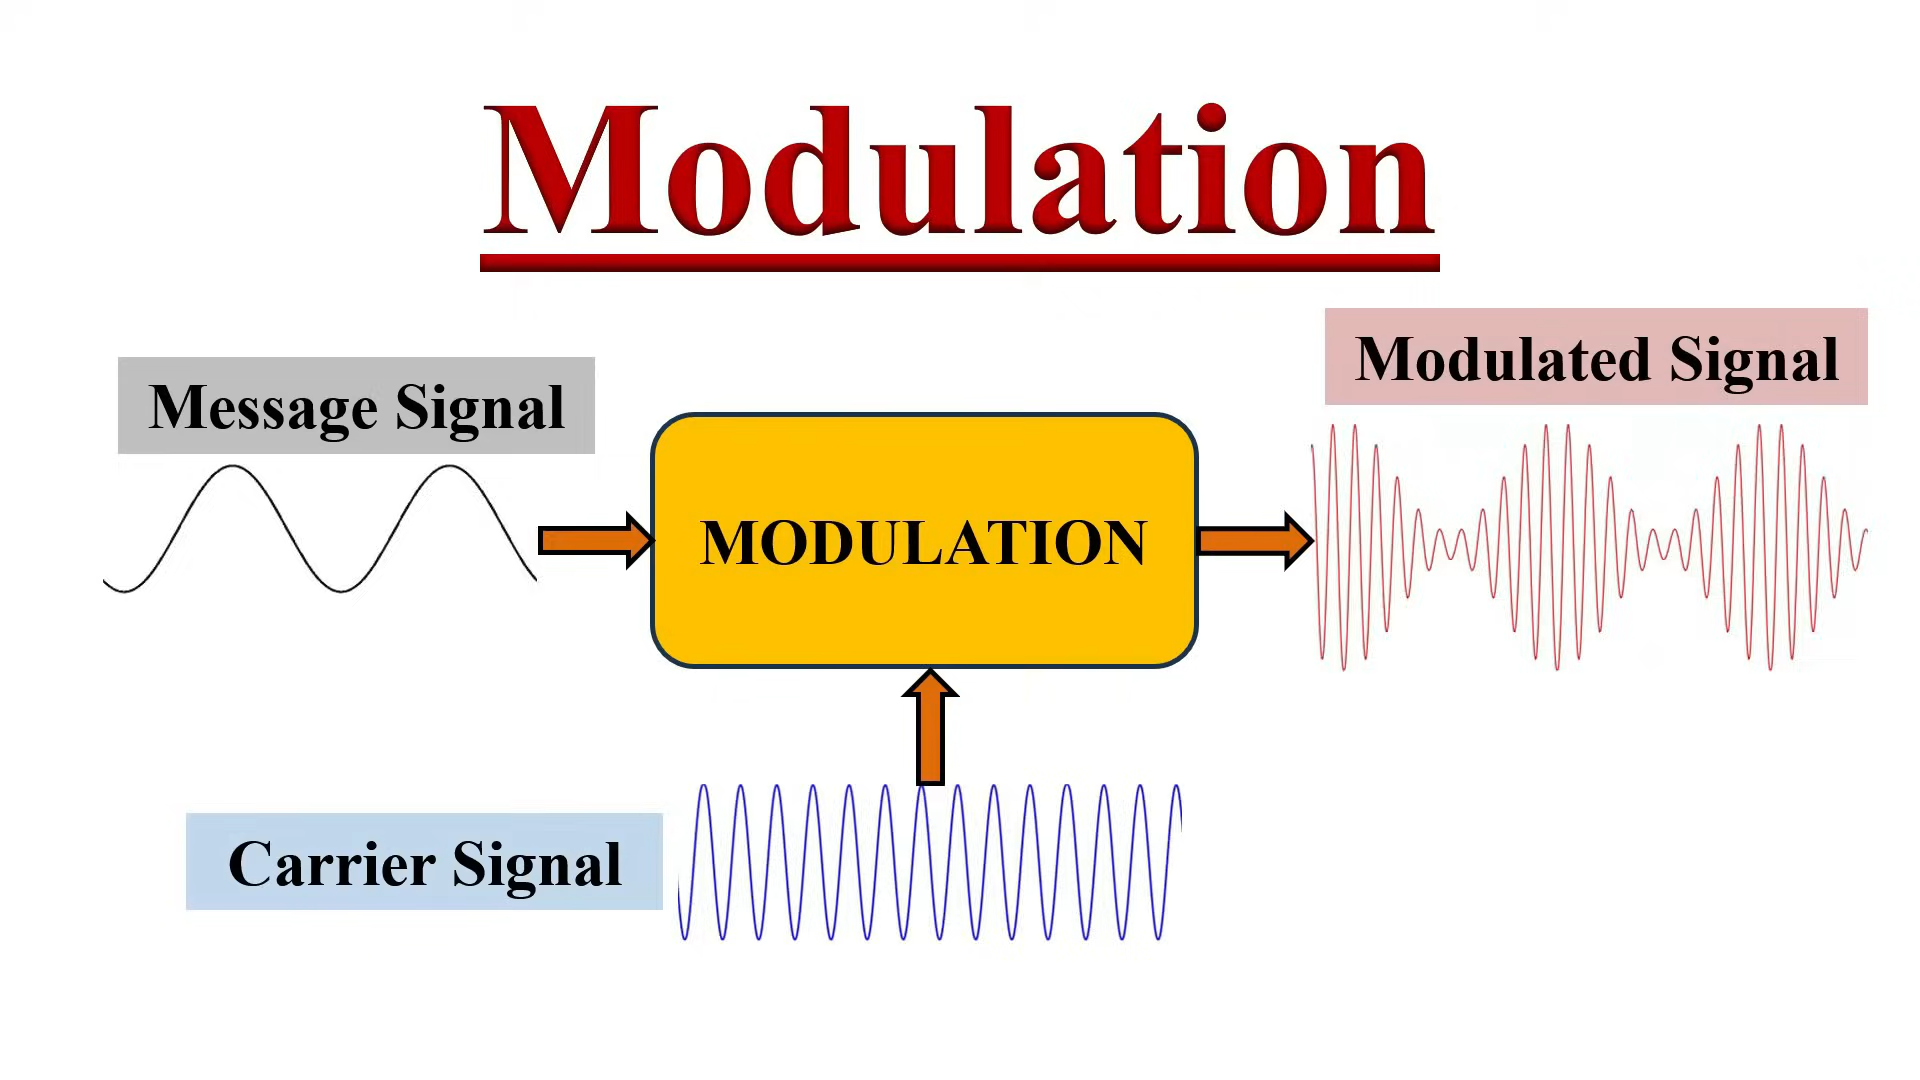 Modulation
Message Signal
Modulated Signal
MODULATION
Carrier Signal